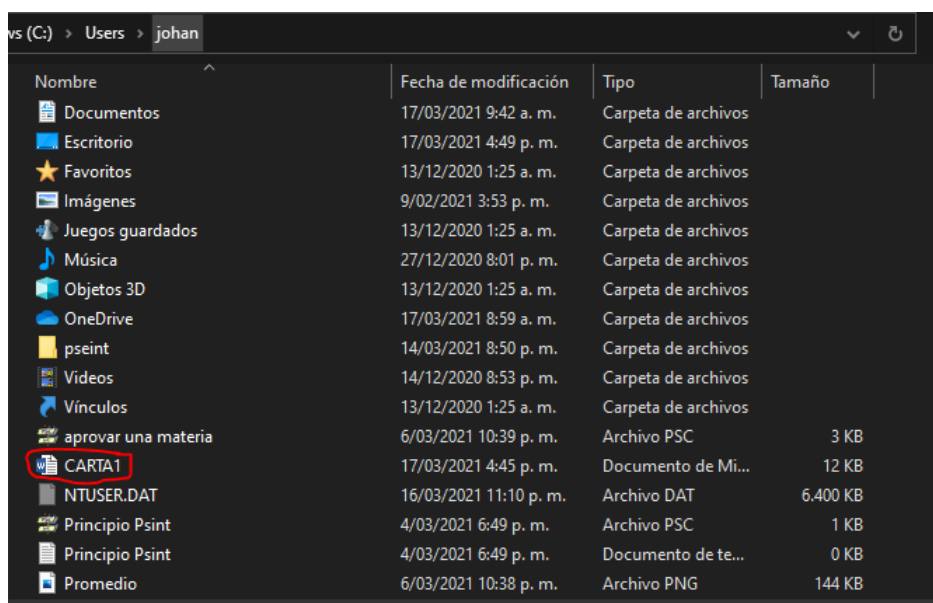 vs (C:) > Users > johan
Nombre Fecha de modificación Tipo Tamaño
Documentos 17/03/2021 9:42 a. m. Carpeta de archivos
Escritorio 17/03/2021 4:49 p. m. Carpeta de archivos
Favoritos 13/12/2020 1:25 a. m. Carpeta de archivos
Imágenes 9/02/2021 3:53 p. m. Carpeta de archivos
Juegos guardados 13/12/2020 1:25 a. m. Carpeta de archivos
Música 27/12/2020 8:01 p. m. Carpeta de archivos
Objetos 3D 13/12/2020 1:25 a. m. Carpeta de archivos
OneDrive 17/03/2021 8:59 a. m. Carpeta de archivos
pseint 14/03/2021 8:50 p. m. Carpeta de archivos
Videos 14/12/2020 8:53 p. m. Carpeta de archivos
Vínculos 13/12/2020 1:25 a. m. Carpeta de archivos
aprovar una materia 6/03/2021 10:39 p. m. Archivo PSC 3 KB
CARTA1 17/03/2021 4:45 p. m. Documento de Mi... 12 KB
NTUSER.DAT 16/03/2021 11:10 p. m. Archivo DAT 6.400 KB
Principio Psint 4/03/2021 6:49 p. m. Archivo PSC 1 KB
Principio Psint 4/03/2021 6:49 p. m. Documento de te... 0 KB
Promedio 6/03/2021 10:38 p. m. Archivo PNG 144 KB